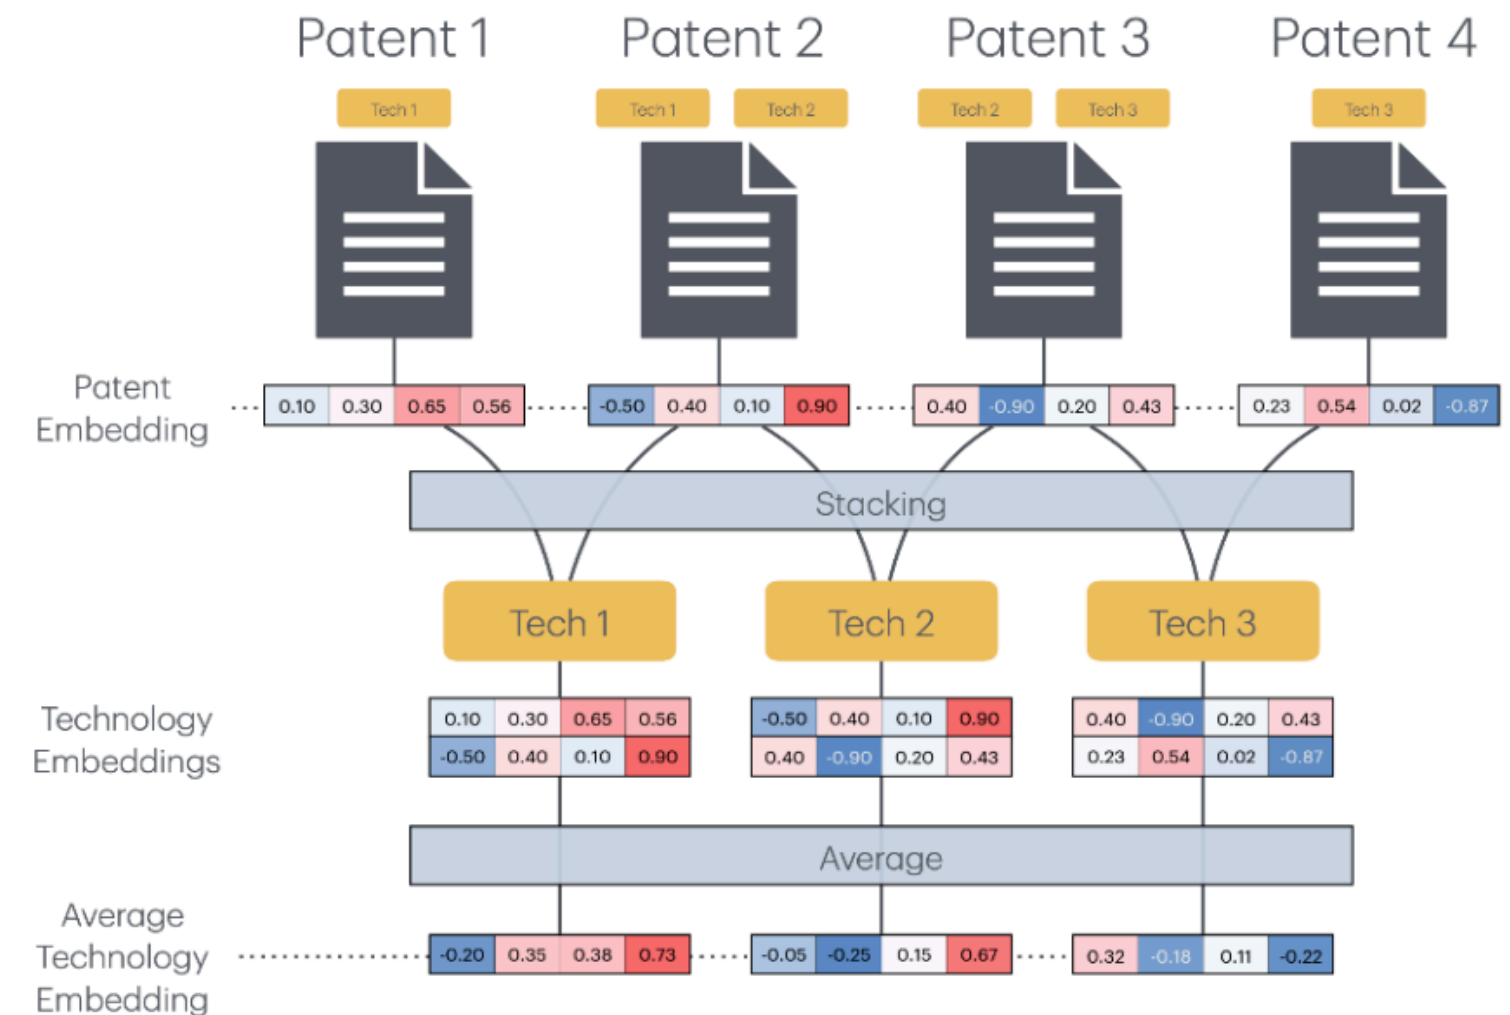 Patent 1 Patent 2 Patent 3 Patent 4
Tech 1 Tech 1 Tech 2 Tech 2 Tech 3 Tech 3
Patent
Embedding
0.10 0.30 0.65 0.56 -0.50 0.40 0.10 0.90 0.40 -0.90 0.20 0.43 0.23 0.54 0.02 -0.87
Stacking
Tech 1 Tech 2 Tech 3
Technology
Embeddings
0.10 0.30 0.65 0.56 -0.50 0.40 0.10 0.90 0.40 -0.90 0.20 0.43
-0.50 0.40 0.10 0.90 0.40 -0.90 0.20 0.43 0.23 0.54 0.02 -0.87
Average
Average
Technology
Embedding
-0.20 0.35 0.38 0.73 -0.05 -0.25 0.15 0.67 0.32 -0.18 0.11 -0.22